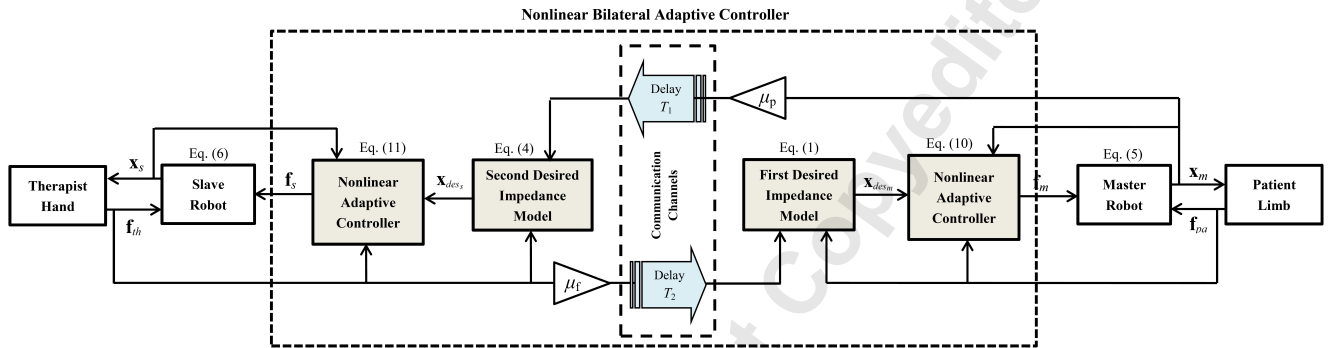 Nonlinear Bilateral Adaptive Controller
Delay
T1
μp
Eq. (6)
Eq. (11)
Eq. (4)
Eq. (1)
Eq. (10)
Eq. (5)
Therapist
Hand
xs
fth
Slave
Robot
fs
Nonlinear
Adaptive
Controller
xdess
Second Desired
Impedance
Model
Communication
Channels
First Desired
Impedance
Model
xdesm
Nonlinear
Adaptive
Controller
fm
Master
Robot
xm
fpa
Patient
Limb
μf
Delay
T2
Copyedite